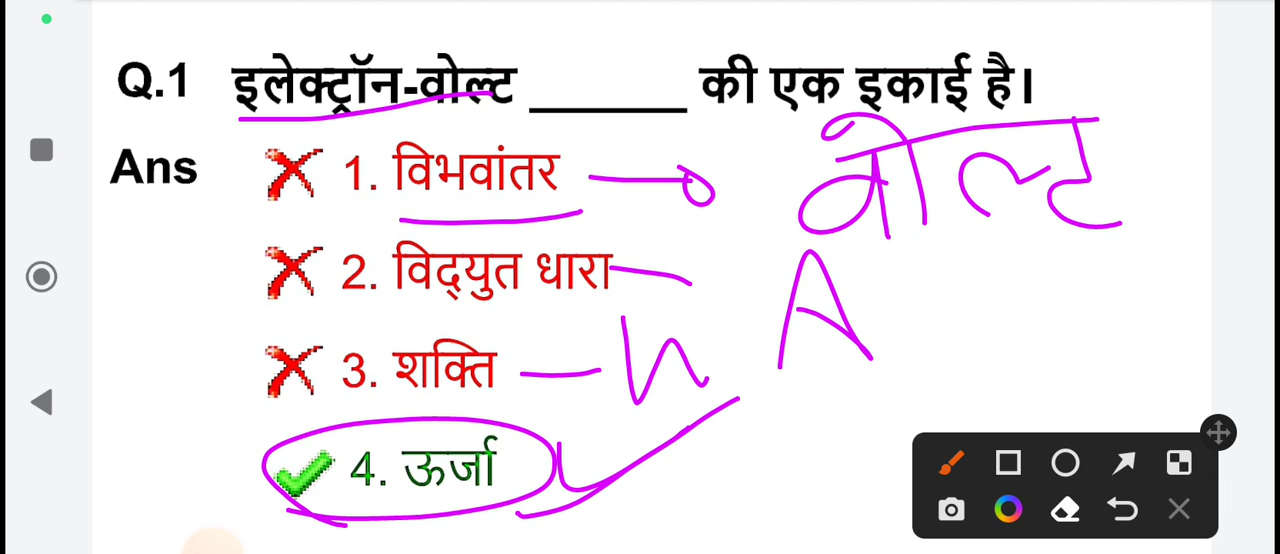 Q.1 इलेक्ट्रॉन-वोल्ट ______ की एक इकाई है।
Ans 1. विभवांतर वोल्ट
2. विद्युत धारा A
3. शक्ति W
4. ऊर्जा